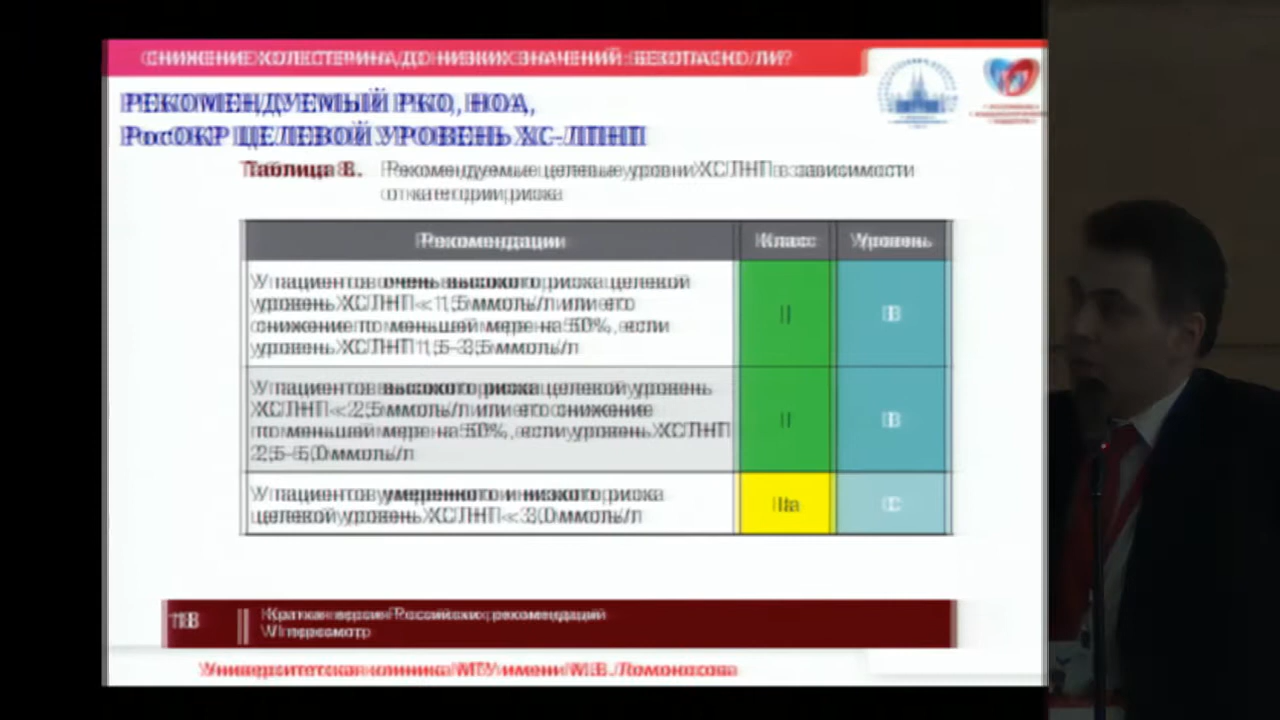 СНИЖЕНИЕ ХОЛЕСТЕРИНА ДО НИЗКИХ ЗНАЧЕНИЙ: БЕЗОПАСНО ЛИ?
РЕКОМЕНДУЕМЫЙ РКО, НОА,
РосОКР ЦЕЛЕВОЙ УРОВЕНЬ ХС-ЛПНП
Таблица 8. Рекомендуемые целевые уровни ХС ЛНП в зависимости
от категории риска
Рекомендации Класс Уровень
У пациентов очень высокого риска целевой
уровень ХС ЛНП < 1,5 ммоль/л или его
снижение по меньшей мере на 50%, если
уровень ХС ЛНП 1,5–3,5 ммоль/л
I B
У пациентов высокого риска целевой уровень
ХС ЛНП < 2,5 ммоль/л или его снижение
по меньшей мере на 50%, если уровень ХС ЛНП
2,5–5,0 ммоль/л
I B
У пациентов умеренного и низкого риска
целевой уровень ХС ЛНП < 3,0 ммоль/л
IIa C
18 Краткая версия Российских рекомендаций
VI пересмотр
Университетская клиника МГУ имени М.В. Ломоносова